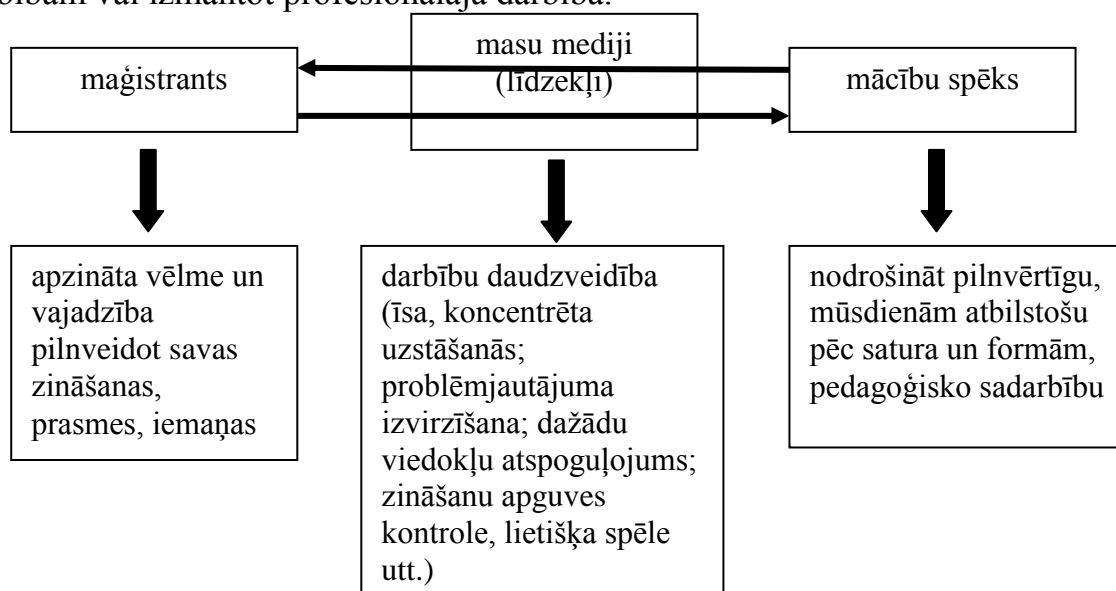 var izmantot profesionālajā darbībā.
maģistrants
masu mediji
(līdzekļi)
mācību spēks
apzināta vēlme un
vajadzība
pilnveidot savas
zināšanas,
prasmes, iemaņas
darbību daudzveidība
(īsa, koncentrēta
uzstāšanās;
problēmjautājuma
izvirzīšana; dažādu
viedokļu atspoguļojums;
zināšanu apguves
kontrole, lietišķa spēle
utt.)
nodrošināt pilnvērtīgu,
mūsdienām atbilstošu
pēc satura un formām,
pedagoģisko sadarbību